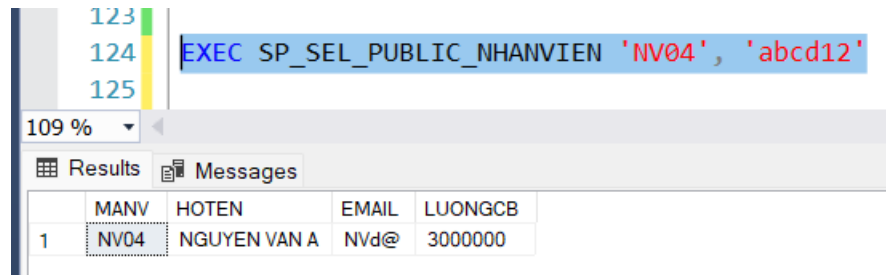 123
124 EXEC SP_SEL_PUBLIC_NHANVIEN 'NV04', 'abcd12'
125
109 %
Results Messages
MANV HOTEN EMAIL LUONGCB
1 NV04 NGUYEN VAN A NVd@ 3000000